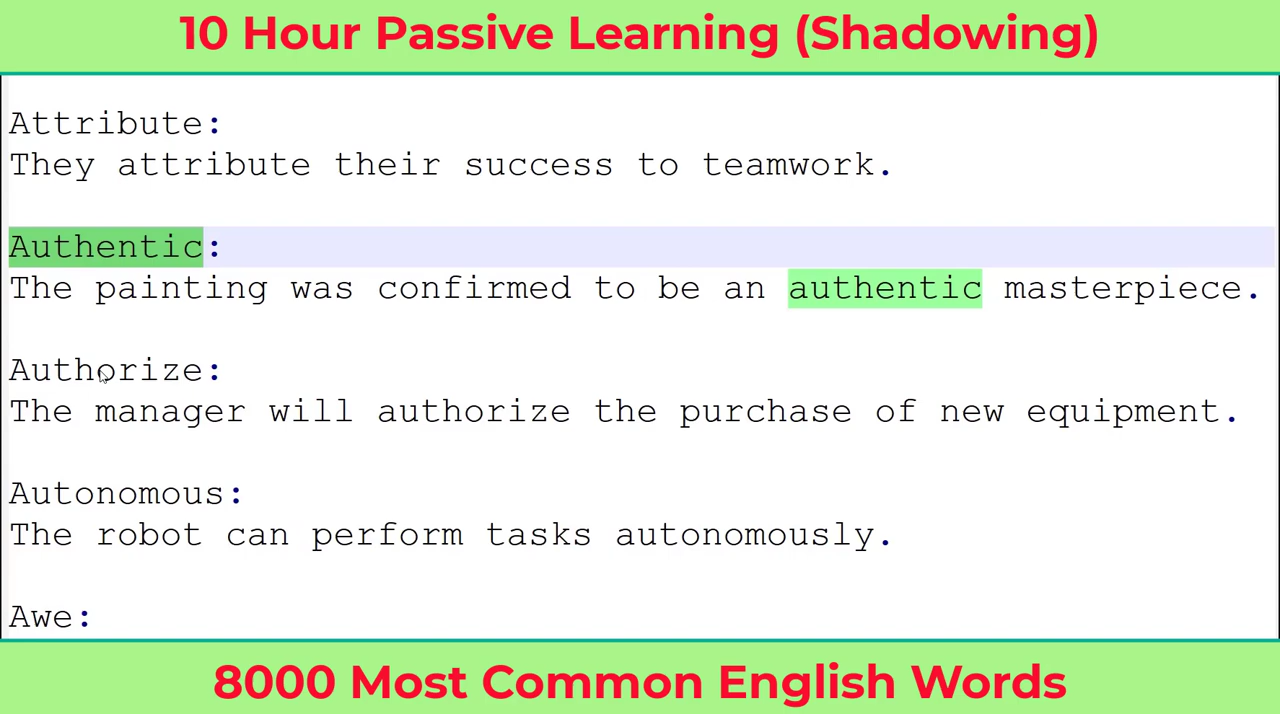 10 Hour Passive Learning (Shadowing)
Attribute:
They attribute their success to teamwork.
Authentic:
The painting was confirmed to be an authentic masterpiece.
Authorize:
The manager will authorize the purchase of new equipment.
Autonomous:
The robot can perform tasks autonomously.
Awe:
8000 Most Common English Words